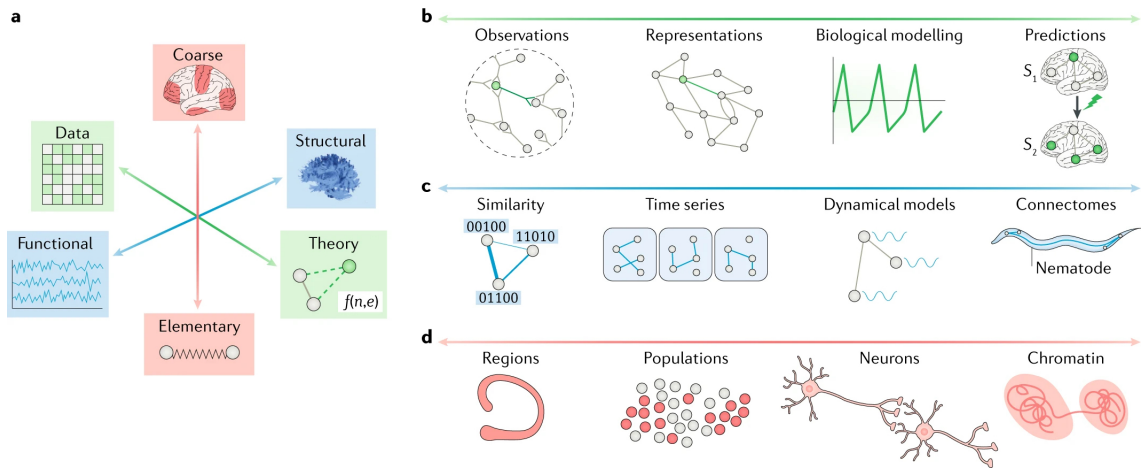 a
Coarse
Data
Structural
Functional
Theory
f(n,e)
Elementary
b
Observations
Representations
Biological modelling
Predictions
S1
S2
c
Similarity
00100
11010
01100
Time series
Dynamical models
Connectomes
Nematode
d
Regions
Populations
Neurons
Chromatin